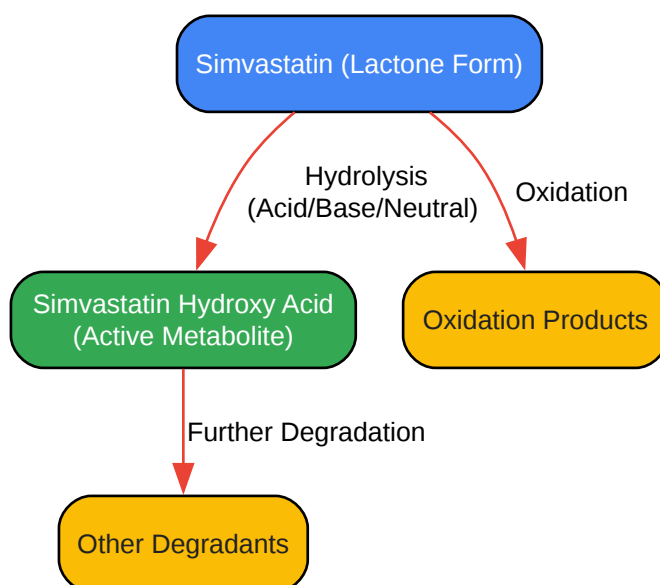 Simvastatin (Lactone Form)
Hydrolysis
(Acid/Base/Neutral)
Oxidation
Simvastatin Hydroxy Acid
(Active Metabolite)
Oxidation Products
Further Degradation
Other Degradants